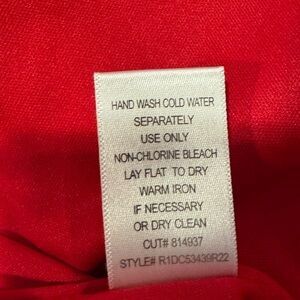 HAND WASH COLD WATER
SEPARATELY
USE ONLY
NON-CHLORINE BLEACH
LAY FLAT TO DRY
WARM IRON
IF NECESSARY
OR DRY CLEAN
CUT# 814937
STYLE# R1DC53439R22